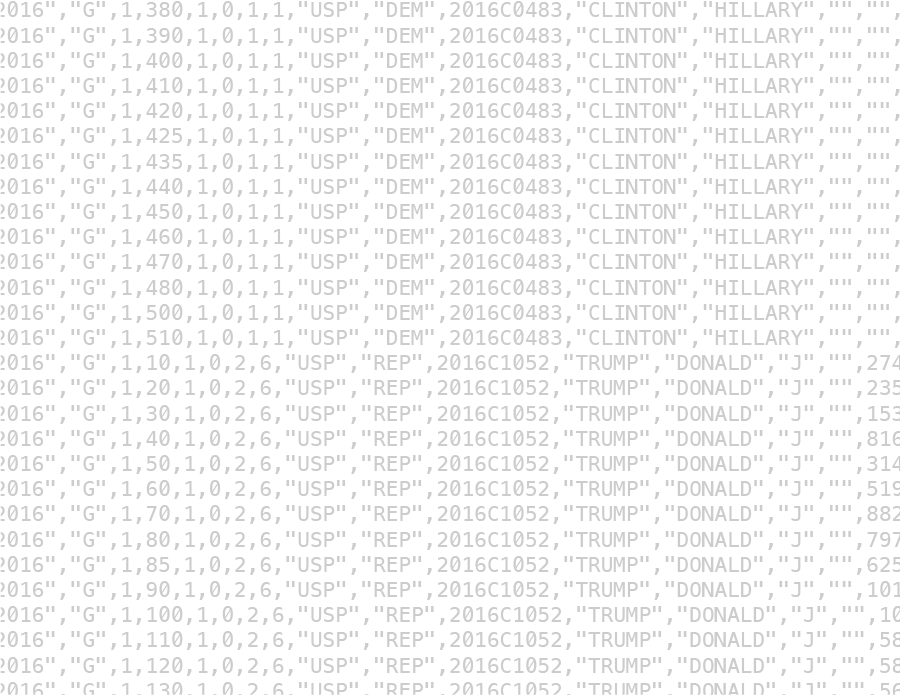 2016","G",1,380,1,0,1,1,"USP","DEM",2016C0483,"CLINTON","HILLARY","","",
2016","G",1,390,1,0,1,1,"USP","DEM",2016C0483,"CLINTON","HILLARY","","",
2016","G",1,400,1,0,1,1,"USP","DEM",2016C0483,"CLINTON","HILLARY","","",
2016","G",1,410,1,0,1,1,"USP","DEM",2016C0483,"CLINTON","HILLARY","","",
2016","G",1,420,1,0,1,1,"USP","DEM",2016C0483,"CLINTON","HILLARY","","",
2016","G",1,425,1,0,1,1,"USP","DEM",2016C0483,"CLINTON","HILLARY","","",
2016","G",1,435,1,0,1,1,"USP","DEM",2016C0483,"CLINTON","HILLARY","","",
2016","G",1,440,1,0,1,1,"USP","DEM",2016C0483,"CLINTON","HILLARY","","",
2016","G",1,450,1,0,1,1,"USP","DEM",2016C0483,"CLINTON","HILLARY","","",
2016","G",1,460,1,0,1,1,"USP","DEM",2016C0483,"CLINTON","HILLARY","","",
2016","G",1,470,1,0,1,1,"USP","DEM",2016C0483,"CLINTON","HILLARY","","",
2016","G",1,480,1,0,1,1,"USP","DEM",2016C0483,"CLINTON","HILLARY","","",
2016","G",1,500,1,0,1,1,"USP","DEM",2016C0483,"CLINTON","HILLARY","","",
2016","G",1,510,1,0,1,1,"USP","DEM",2016C0483,"CLINTON","HILLARY","","",
2016","G",1,10,1,0,2,6,"USP","REP",2016C1052,"TRUMP","DONALD","J","",274
2016","G",1,20,1,0,2,6,"USP","REP",2016C1052,"TRUMP","DONALD","J","",235
2016","G",1,30,1,0,2,6,"USP","REP",2016C1052,"TRUMP","DONALD","J","",153
2016","G",1,40,1,0,2,6,"USP","REP",2016C1052,"TRUMP","DONALD","J","",816
2016","G",1,50,1,0,2,6,"USP","REP",2016C1052,"TRUMP","DONALD","J","",314
2016","G",1,60,1,0,2,6,"USP","REP",2016C1052,"TRUMP","DONALD","J","",519
2016","G",1,70,1,0,2,6,"USP","REP",2016C1052,"TRUMP","DONALD","J","",882
2016","G",1,80,1,0,2,6,"USP","REP",2016C1052,"TRUMP","DONALD","J","",797
2016","G",1,85,1,0,2,6,"USP","REP",2016C1052,"TRUMP","DONALD","J","",625
2016","G",1,90,1,0,2,6,"USP","REP",2016C1052,"TRUMP","DONALD","J","",101
2016","G",1,100,1,0,2,6,"USP","REP",2016C1052,"TRUMP","DONALD","J","",10
2016","G",1,110,1,0,2,6,"USP","REP",2016C1052,"TRUMP","DONALD","J","",58
2016","G",1,120,1,0,2,6,"USP","REP",2016C1052,"TRUMP","DONALD","J","",58
2016","G",1,130,1,0,2,6,"USP","REP",2016C1052,"TRUMP","DONALD","J","",56